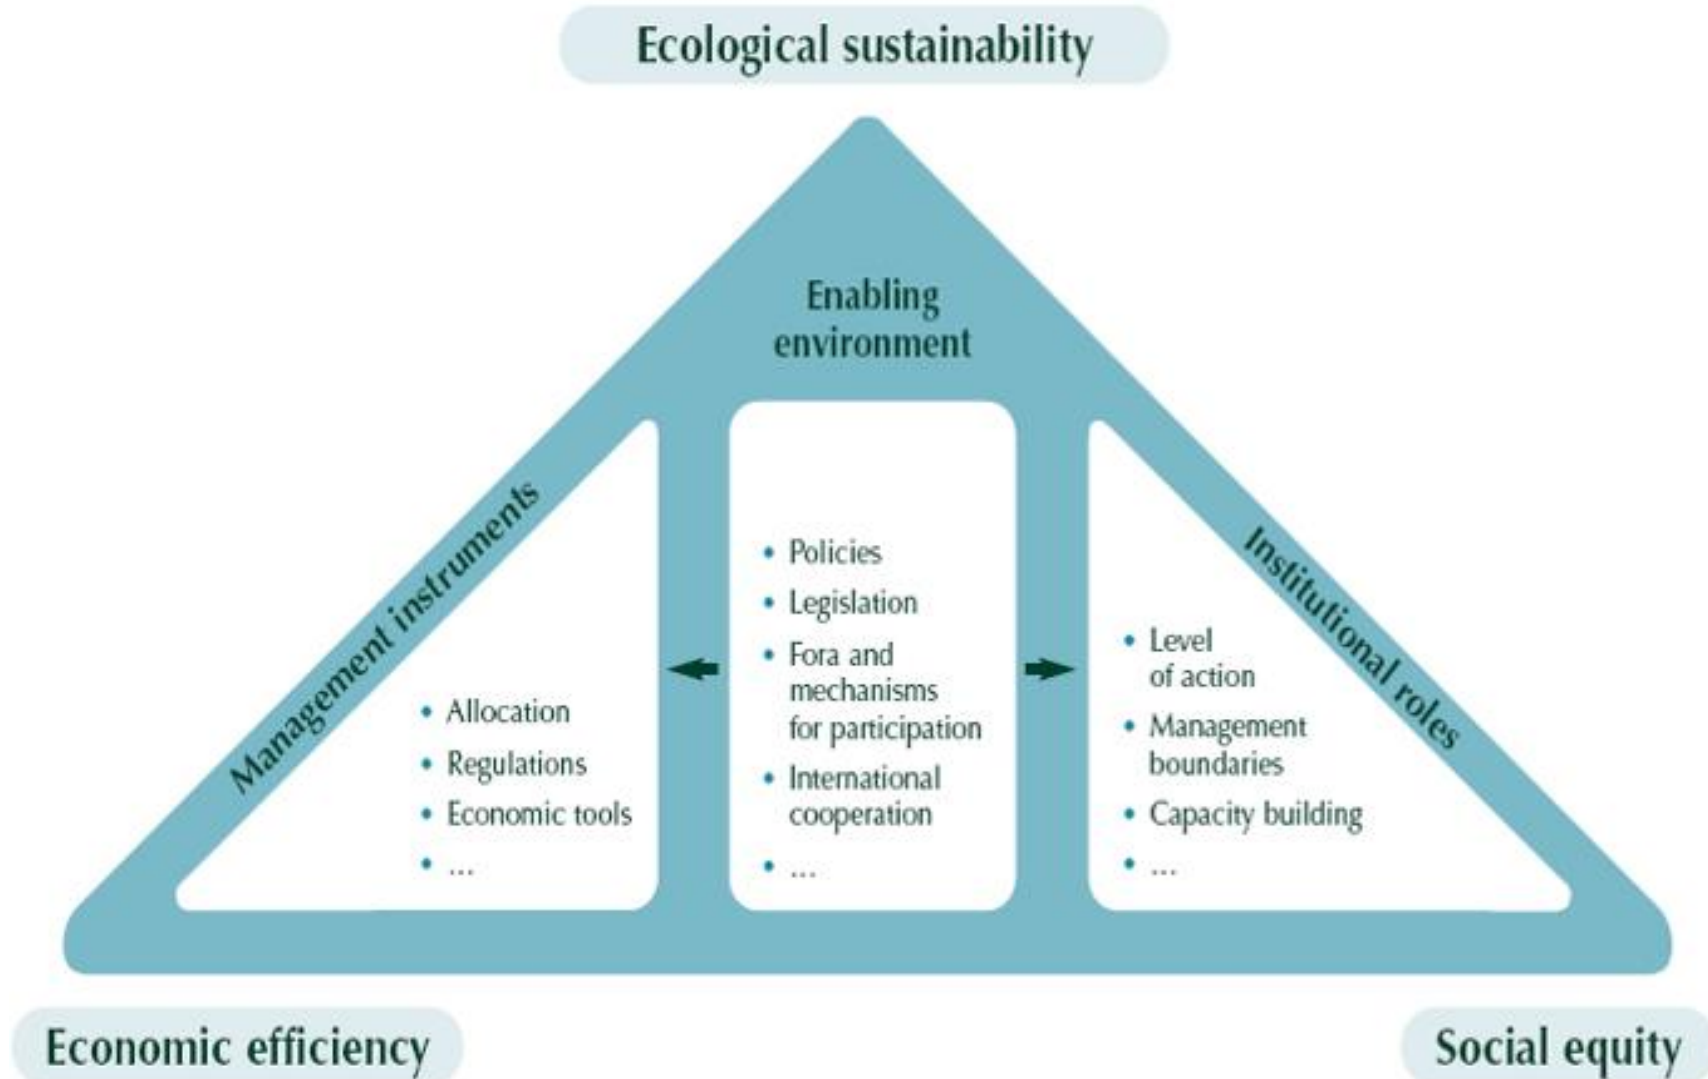 Ecological sustainability
Enabling
environment
Management instruments
• Allocation
• Regulations
• Economic tools
• ...
• Policies
• Legislation
• Fora and
mechanisms
for participation
• International
cooperation
• ...
Institutional roles
• Level
of action
• Management
boundaries
• Capacity building
• ...
Economic efficiency
Social equity